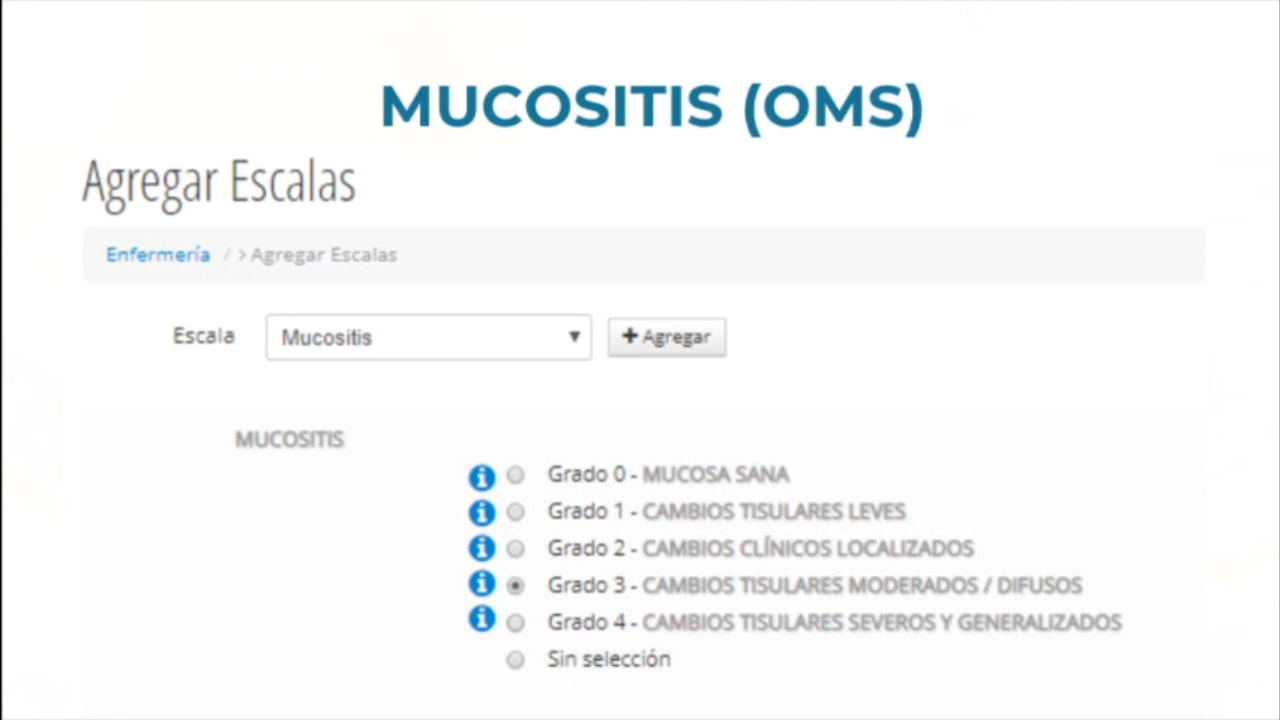 MUCOSITIS (OMS)
Agregar Escalas
Enfermería / > Agregar Escalas
Escala Mucositis ▼ + Agregar
MUCOSITIS
Grado 0 - MUCOSA SANA
Grado 1 - CAMBIOS TISULARES LEVES
Grado 2 - CAMBIOS CLÍNICOS LOCALIZADOS
Grado 3 - CAMBIOS TISULARES MODERADOS / DIFUSOS
Grado 4 - CAMBIOS TISULARES SEVEROS Y GENERALIZADOS
Sin selección